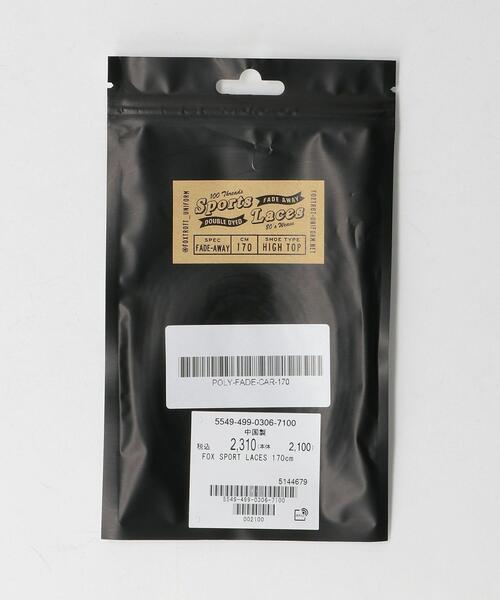 @FOXTROTT_UNIFORM
100 Threads
Sports
FADE AWAY
DOUBLE DYED
Laces
80's Weave
SPEC
FADE-AWAY
CM
170
SHOE TYPE
HIGH TOP
FOXTROT-UNIFORM.NET
POLY-FADE-CAR-170
5549-499-0306-7100
中国製
税込 2,310 (本体 2,100)
FOX SPORT LACES 170cm
5144679
5549-499-0306-7100
002100